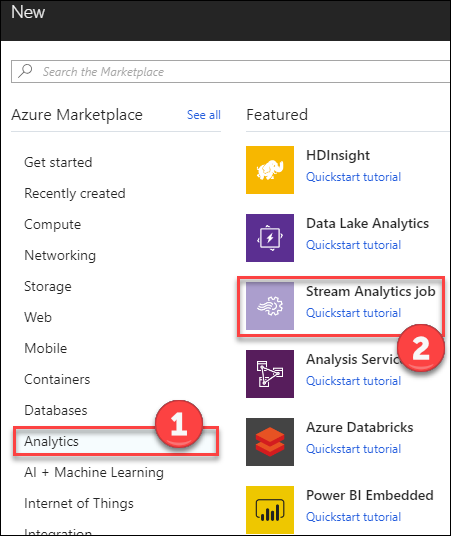 New
Search the Marketplace
Azure Marketplace
See all
Get started
Recently created
Compute
Networking
Storage
Web
Mobile
Containers
Databases
Analytics
1
AI + Machine Learning
Internet of Things
Integration
Featured
HDInsight
Quickstart tutorial
Data Lake Analytics
Quickstart tutorial
Stream Analytics job
Quickstart tutorial
2
Analysis Servic
Quickstart tutorial
Azure Databricks
Quickstart tutorial
Power BI Embedded
Quickstart tutorial